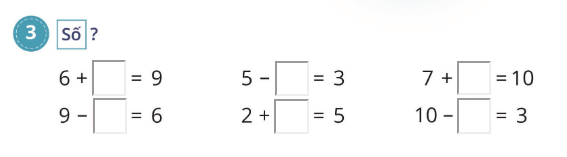 3 Số ?
6 + = 9 5 – = 3 7 + = 10
9 – = 6 2 + = 5 10 – = 3